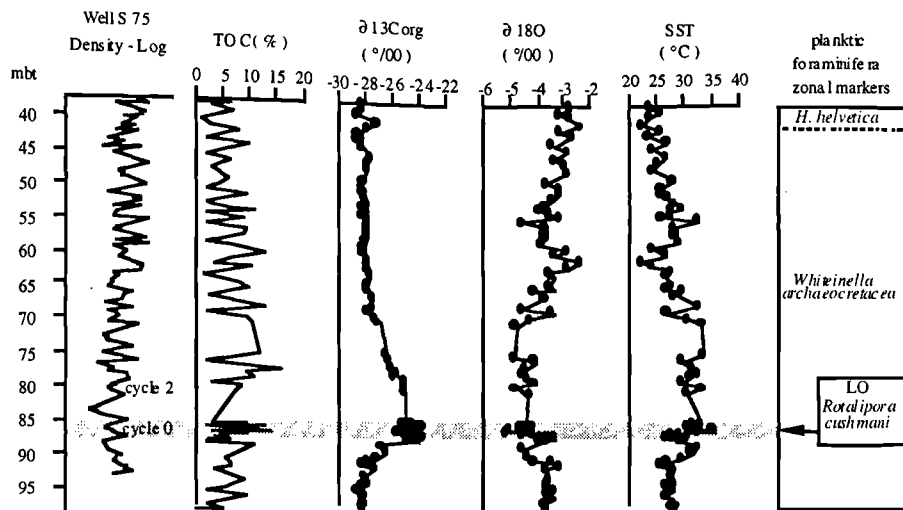 Well S 75
Density - Log
TOC (%)
∂ 13Corg
(°/00)
∂ 18O
(°/00)
SST
(°C)
planktic
foraminifera
zonal markers
mbt
0 5 10 15 20
-30 -28 -26 -24 -22
-6 -5 -4 -3 -2
20 25 30 35 40
40
45
50
55
60
65
70
75
80
85
90
95
cycle 2
cycle 0
H. helvetica
Whiteinella
archaeocretacea
LO
Rotalipora
cushmani